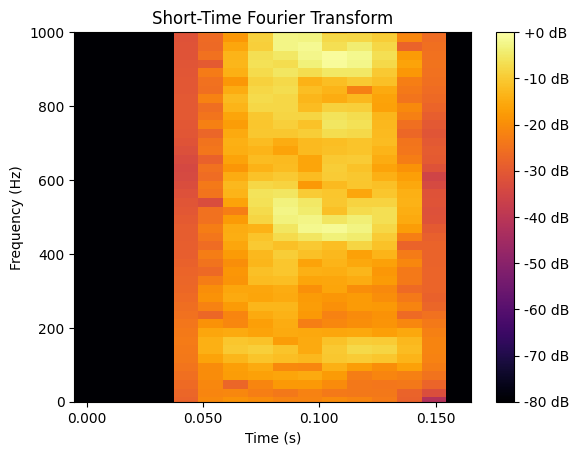 Short-Time Fourier Transform
1000
800
600
400
200
0
Frequency (Hz)
0.000
0.050
0.100
0.150
Time (s)
+0 dB
-10 dB
-20 dB
-30 dB
-40 dB
-50 dB
-60 dB
-70 dB
-80 dB